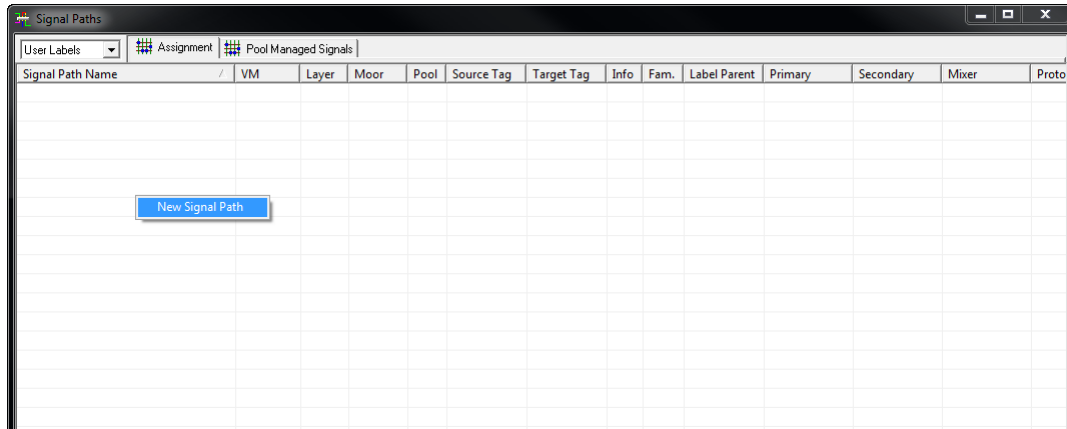 Signal Paths
User Labels Assignment Pool Managed Signals
Signal Path Name VM Layer Moor Pool Source Tag Target Tag Info Fam. Label Parent Primary Secondary Mixer Proto
New Signal Path